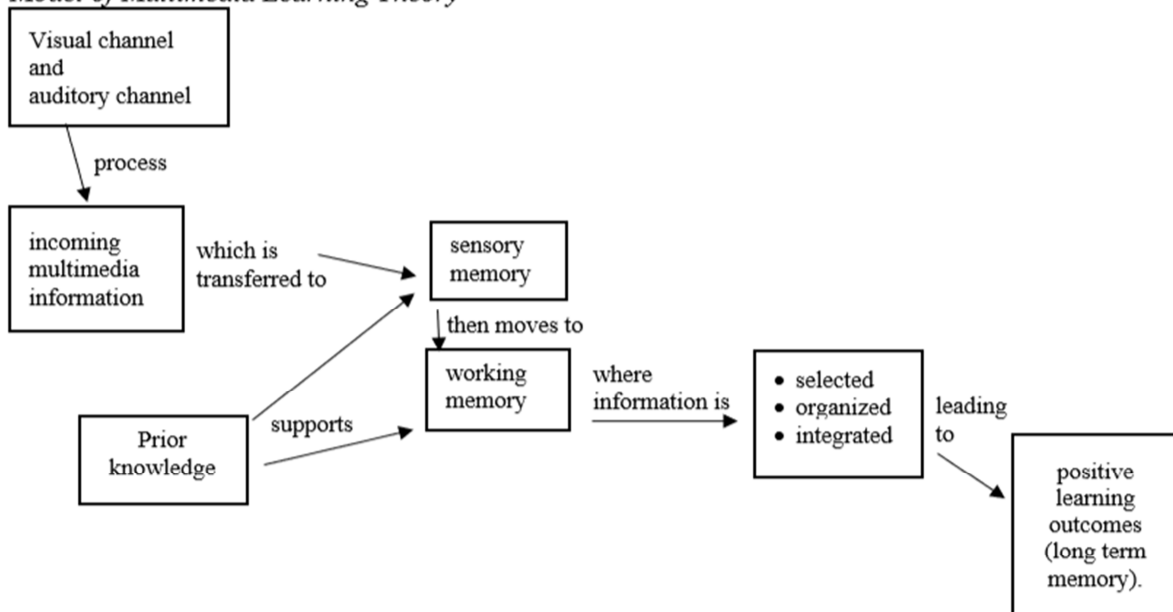 Model of Multimedia Learning Theory
Visual channel
and
auditory channel
process
incoming
multimedia
information
which is
transferred to
sensory
memory
then moves to
working
memory
Prior
knowledge
supports
where
information is
• selected
• organized
• integrated
leading
to
positive
learning
outcomes
(long term
memory).